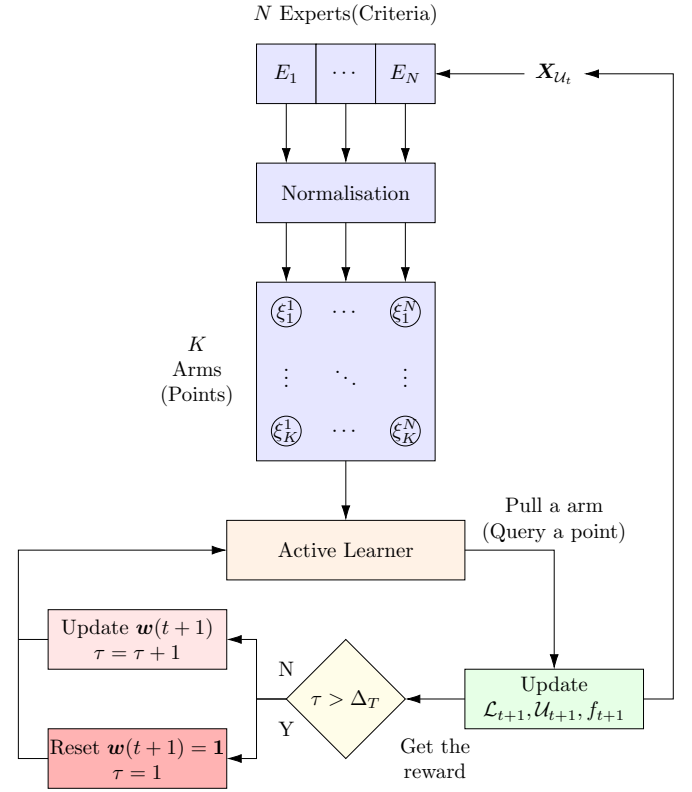 N Experts(Criteria)
E_1 ⋯ E_N
X_{𝒰_t}
Normalisation
ξ_1^1 ⋯ ξ_1^N
K
Arms
(Points)
⋮ ⋱ ⋮
ξ_K^1 ⋯ ξ_K^N
Pull a arm
(Query a point)
Active Learner
Update w(t + 1)
τ = τ + 1
N
τ > Δ_T
Y
Update
ℒ_{t+1}, 𝒰_{t+1}, f_{t+1}
Get the
reward
Reset w(t + 1) = 1
τ = 1